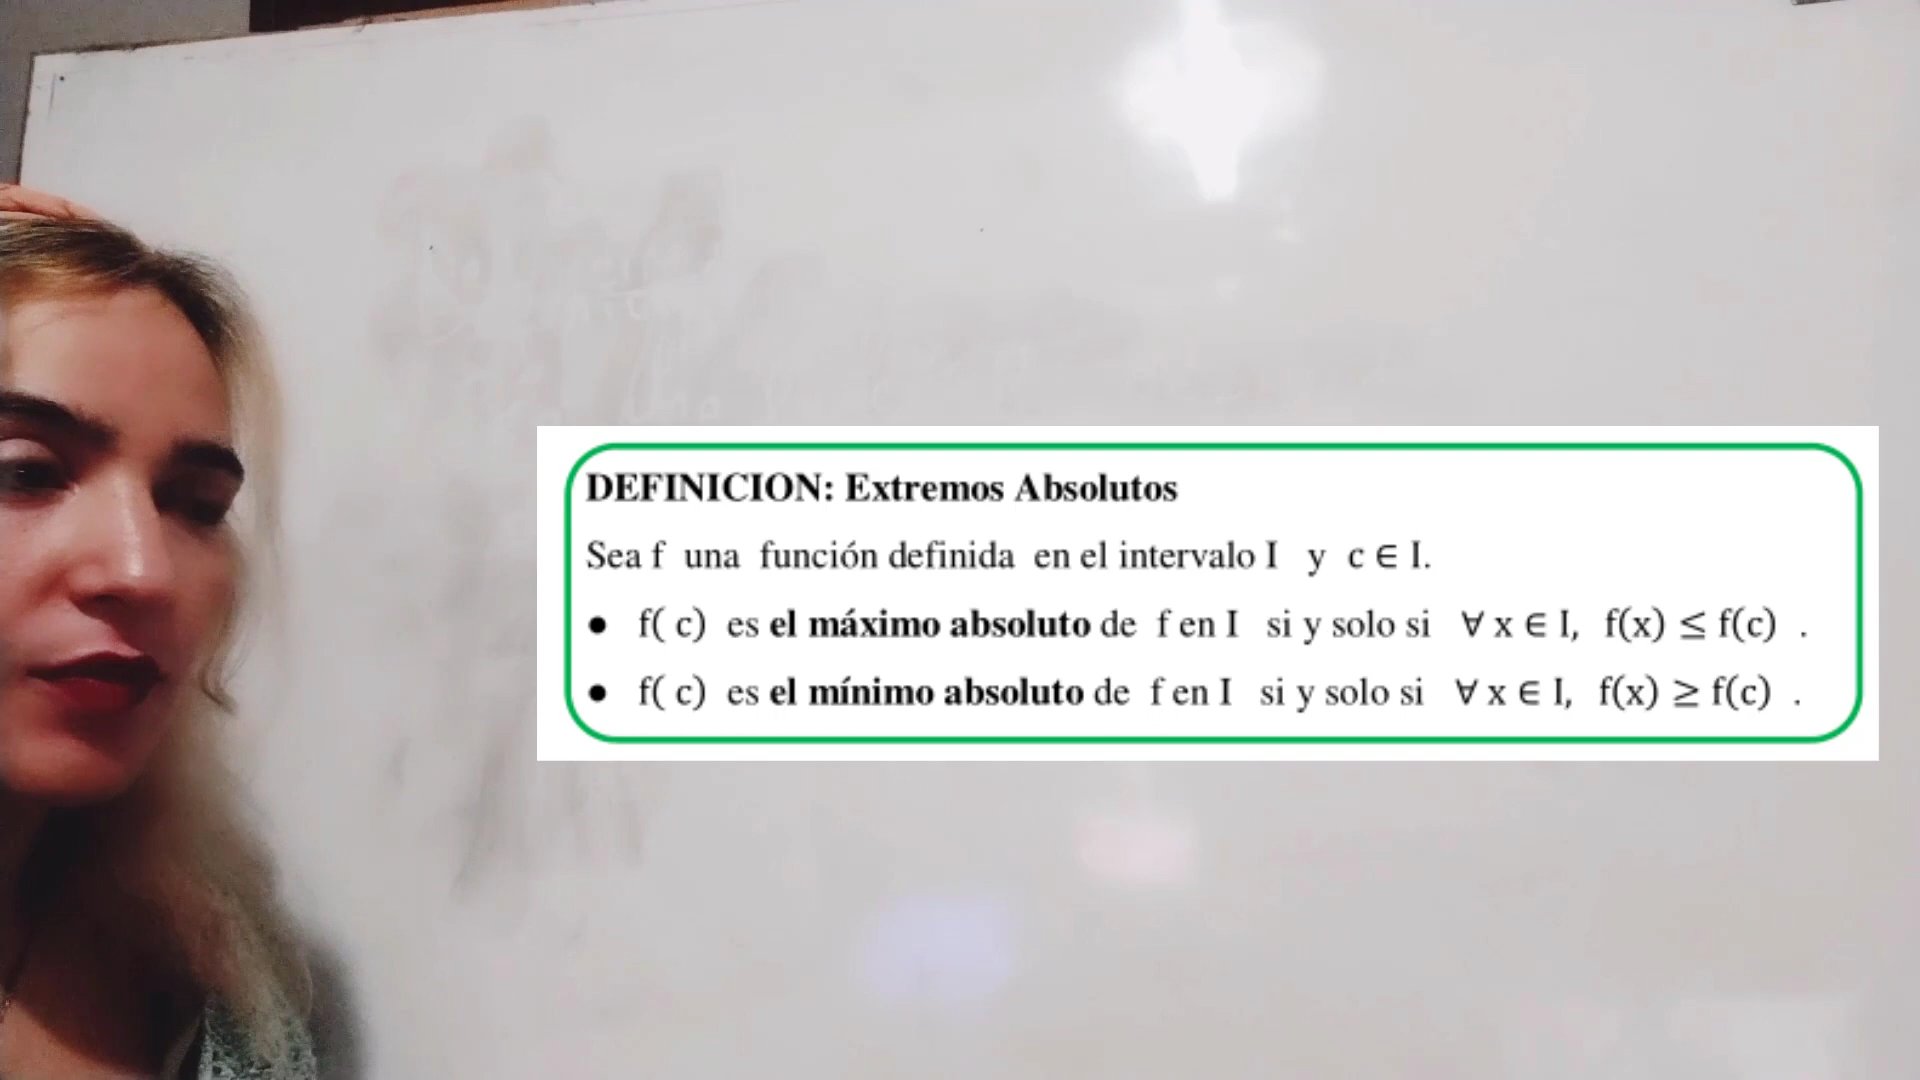 DEFINICION: Extremos Absolutos
Sea f una función definida en el intervalo I y c ∈ I.
● f( c) es el máximo absoluto de f en I si y solo si ∀ x ∈ I, f(x) ≤ f(c) .
● f( c) es el mínimo absoluto de f en I si y solo si ∀ x ∈ I, f(x) ≥ f(c) .